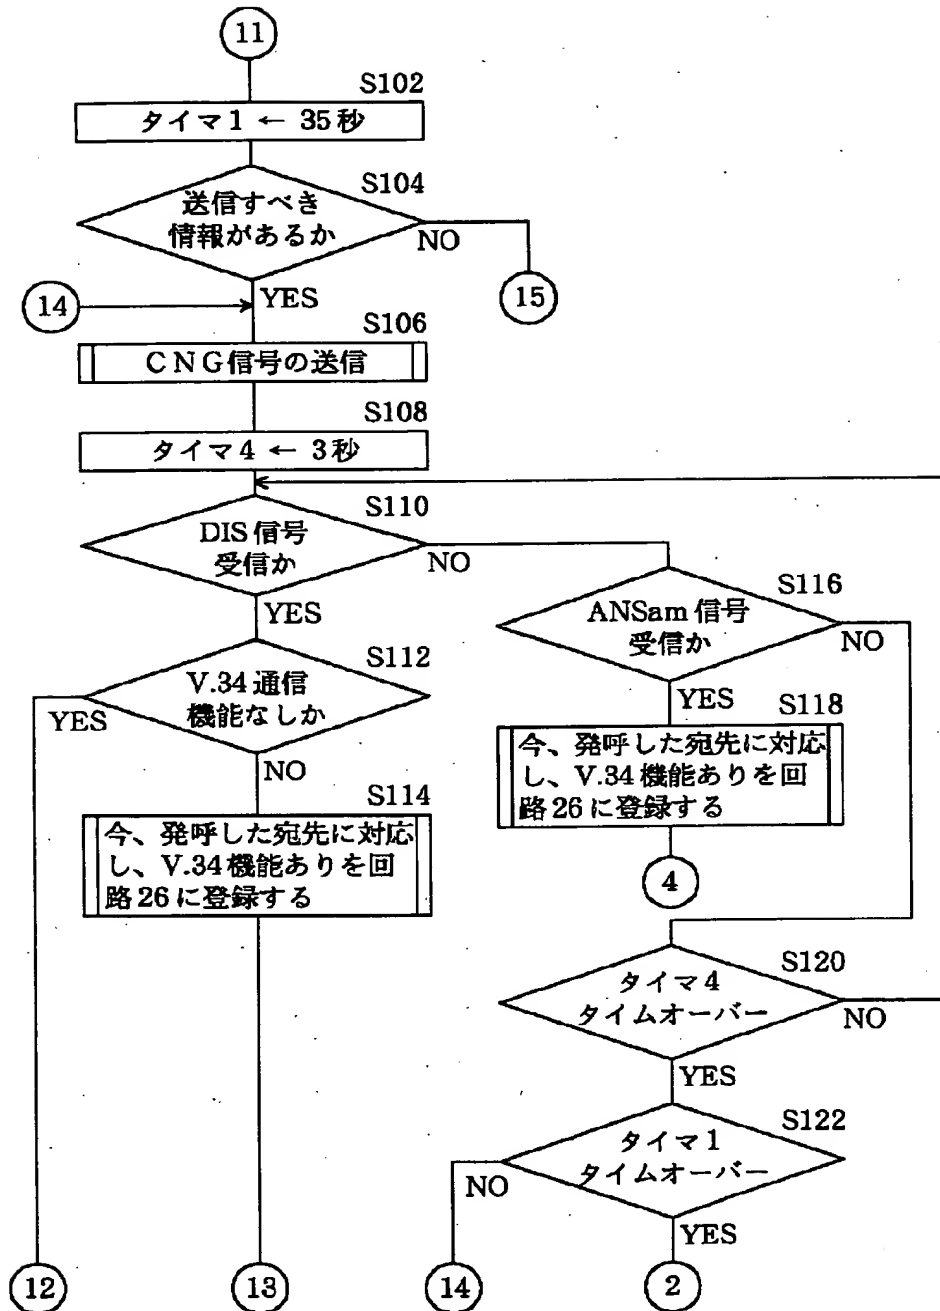 11
S102
タイマ1 ← 35秒
S104
送信すべき
情報があるか
NO
YES
14
15
S106
CNG信号の送信
S108
タイマ4 ← 3秒
S110
DIS信号
受信か
NO
YES
S116
ANSam信号
受信か
NO
YES
S112
V.34通信
機能なしか
YES
NO
S118
今、発呼した宛先に対応
し、V.34機能ありを回
路26に登録する
4
S114
今、発呼した宛先に対応
し、V.34機能ありを回
路26に登録する
S120
タイマ4
タイムオーバー
NO
YES
S122
タイマ1
タイムオーバー
NO
YES
12
13
14
2